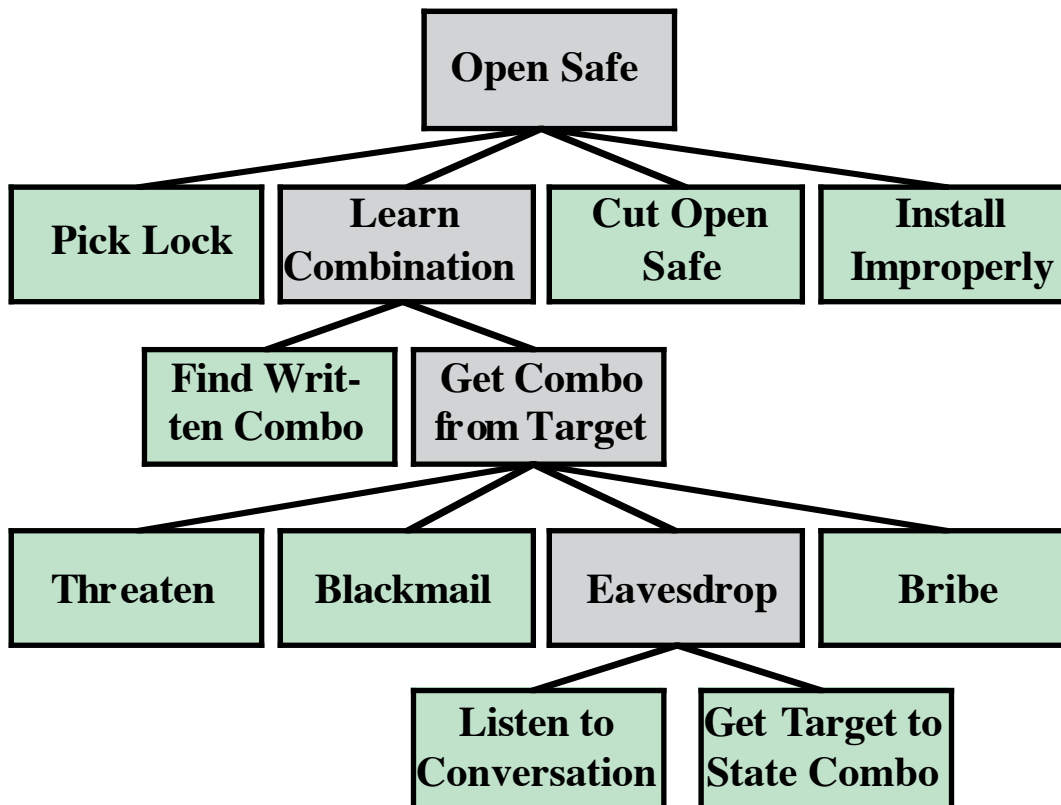 Open Safe
Pick Lock
Learn
Combination
Cut Open
Safe
Install
Improperly
Find Writ-
ten Combo
Get Combo
from Target
Threaten
Blackmail
Eavesdrop
Bribe
Listen to
Conversation
Get Target to
State Combo